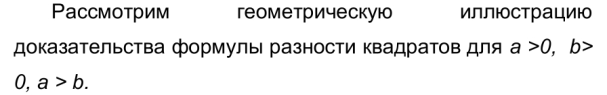 Рассмотрим геометрическую иллюстрацию
доказательства формулы разности квадратов для a >0, b>
0, a > b.